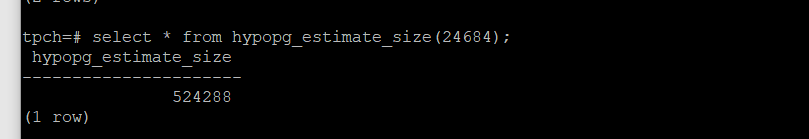 tpch=# select * from hypopg_estimate_size(24684);
 hypopg_estimate_size
----------------------
               524288
(1 row)